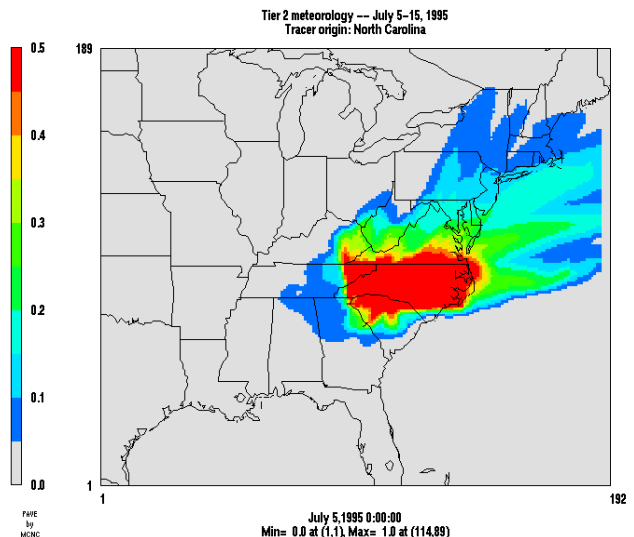 Tier 2 meteorology -- July 5-15, 1995
Tracer origin: North Carolina
0.5
0.4
0.3
0.2
0.1
0.0
189
1
1
192
PAVE
by
MCNC
July 5,1995 0:00:00
Min= 0.0 at (1,1), Max= 1.0 at (114,89)